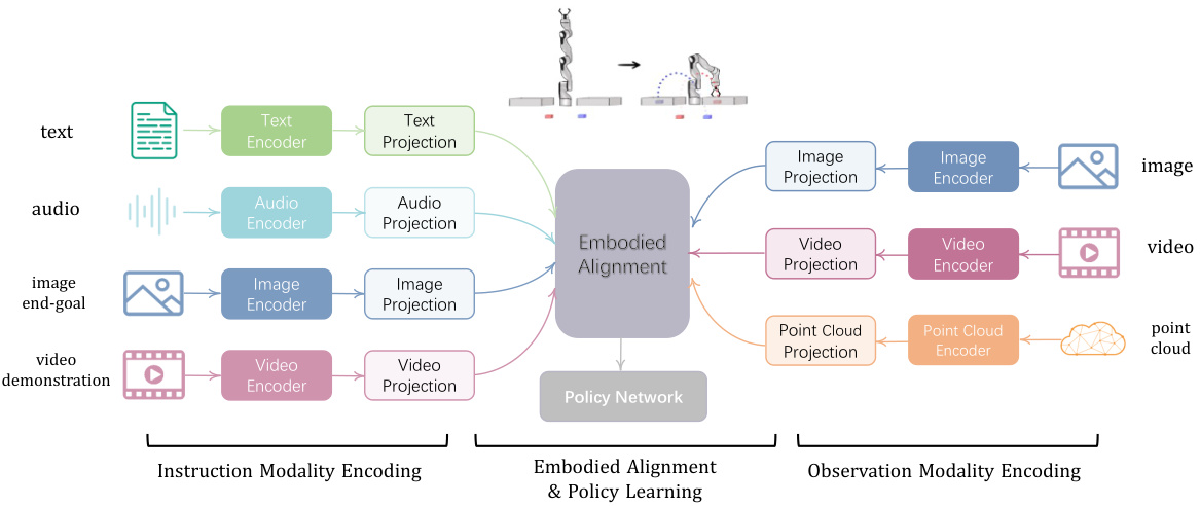 text
Text
Encoder
Text
Projection
audio
Audio
Encoder
Audio
Projection
image
end-goal
Image
Encoder
Image
Projection
video
demonstration
Video
Encoder
Video
Projection
Embodied
Alignment
Policy Network
Image
Projection
Image
Encoder
image
Video
Projection
Video
Encoder
video
Point Cloud
Projection
Point Cloud
Encoder
point
cloud
Instruction Modality Encoding
Embodied Alignment
& Policy Learning
Observation Modality Encoding